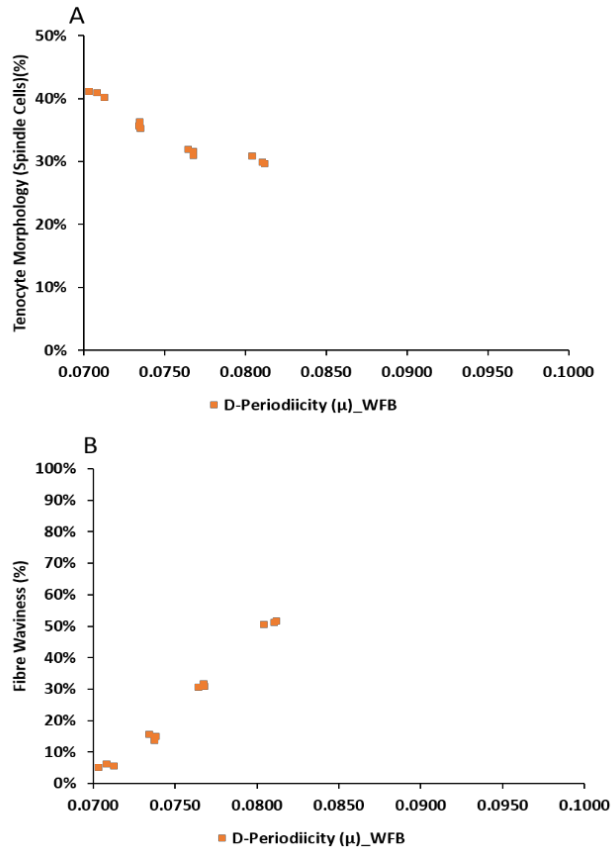 A
50%
40%
30%
20%
10%
0%
Tenocyte Morphology (Spindle Cells)(%)
0.0700 0.0750 0.0800 0.0850 0.0900 0.0950 0.1000
D-Periodiicity (µ)_WFB
B
100%
90%
80%
70%
60%
50%
40%
30%
20%
10%
0%
Fibre Waviness (%)
0.0700 0.0750 0.0800 0.0850 0.0900 0.0950 0.1000
D-Periodiicity (µ)_WFB